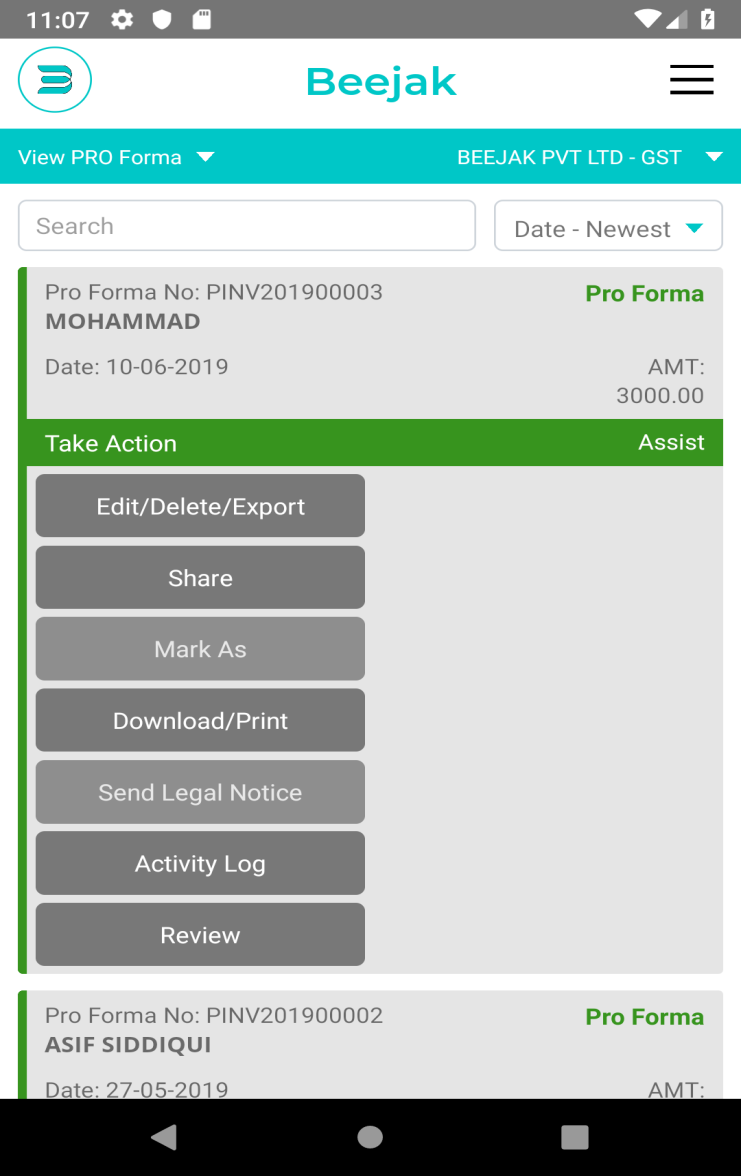 11:07
Beejak
View PRO Forma
BEEJAK PVT LTD - GST
Search
Date - Newest
Pro Forma No: PINV201900003
Pro Forma
MOHAMMAD
Date: 10-06-2019
AMT:
3000.00
Take Action
Assist
Edit/Delete/Export
Share
Mark As
Download/Print
Send Legal Notice
Activity Log
Review
Pro Forma No: PINV201900002
Pro Forma
ASIF SIDDIQUI
Date: 27-05-2019
AMT: